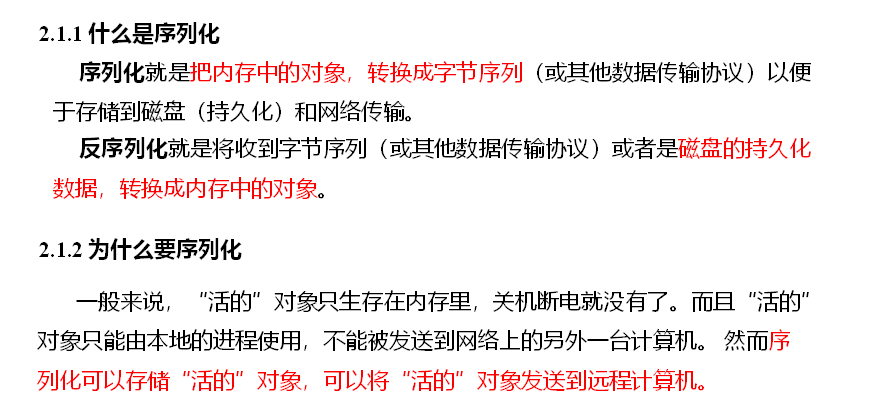 2.1.1 什么是序列化
序列化就是把内存中的对象，转换成字节序列（或其他数据传输协议）以便
于存储到磁盘（持久化）和网络传输。
反序列化就是将收到字节序列（或其他数据传输协议）或者是磁盘的持久化
数据，转换成内存中的对象。
2.1.2 为什么要序列化
一般来说，“活的”对象只生存在内存里，关机断电就没有了。而且“活的”
对象只能由本地的进程使用，不能被发送到网络上的另外一台计算机。 然而序
列化可以存储“活的”对象，可以将“活的”对象发送到远程计算机。